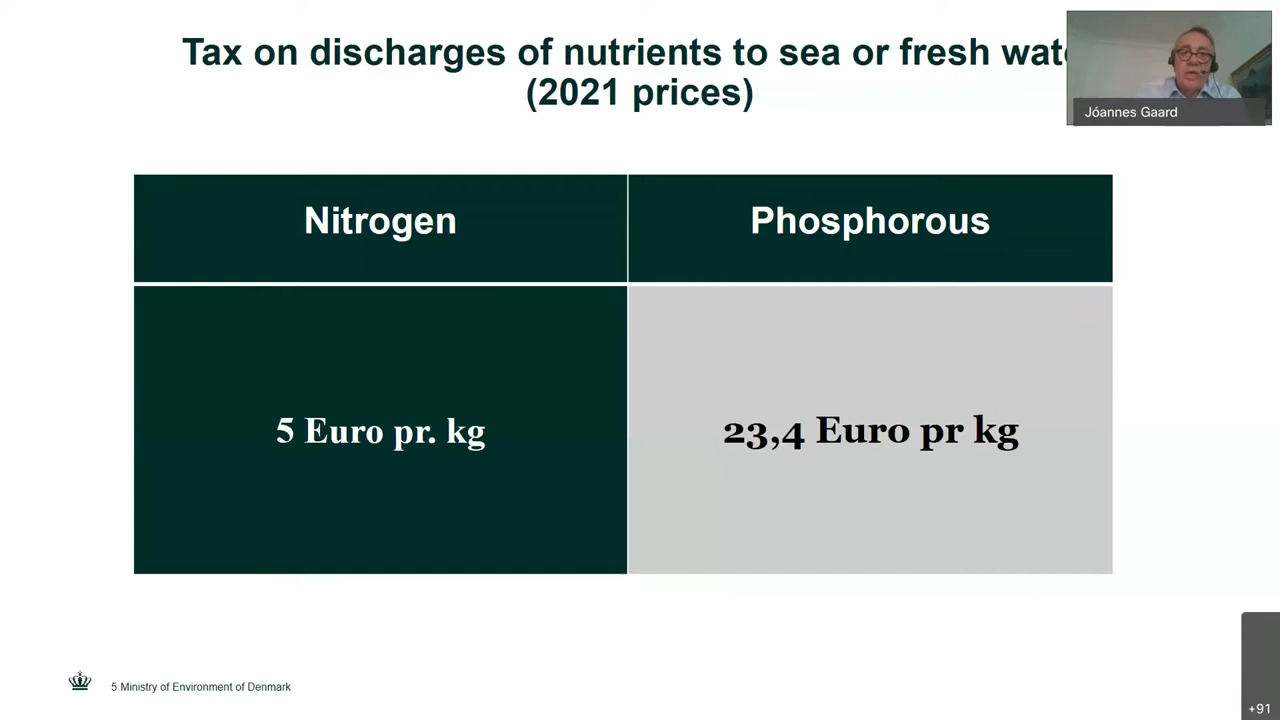 Tax on discharges of nutrients to sea or fresh wat
(2021 prices)
Jóannes Gaard
Nitrogen
Phosphorous
5 Euro pr. kg
23,4 Euro pr kg
5 Ministry of Environment of Denmark
+91